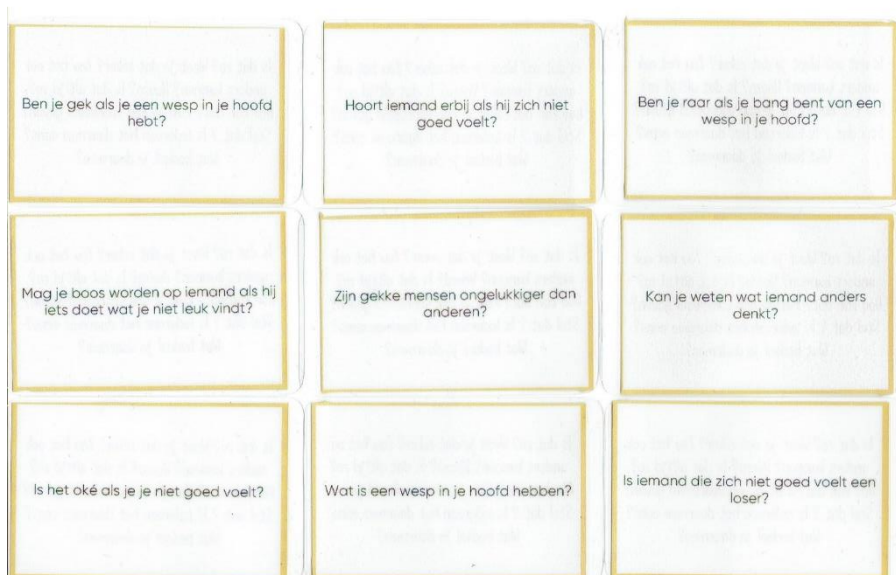 Ben je gek als je een wesp in je hoofd
hebt?
Hoort iemand erbij als hij zich niet
goed voelt?
Ben je raar als je bang bent van een
wesp in je hoofd?
Mag je boos worden op iemand als hij
iets doet wat je niet leuk vindt?
Zijn gekke mensen ongelukkiger dan
anderen?
Kan je weten wat iemand anders
denkt?
Is het oké als je je niet goed voelt?
Wat is een wesp in je hoofd hebben?
Is iemand die zich niet goed voelt een
loser?